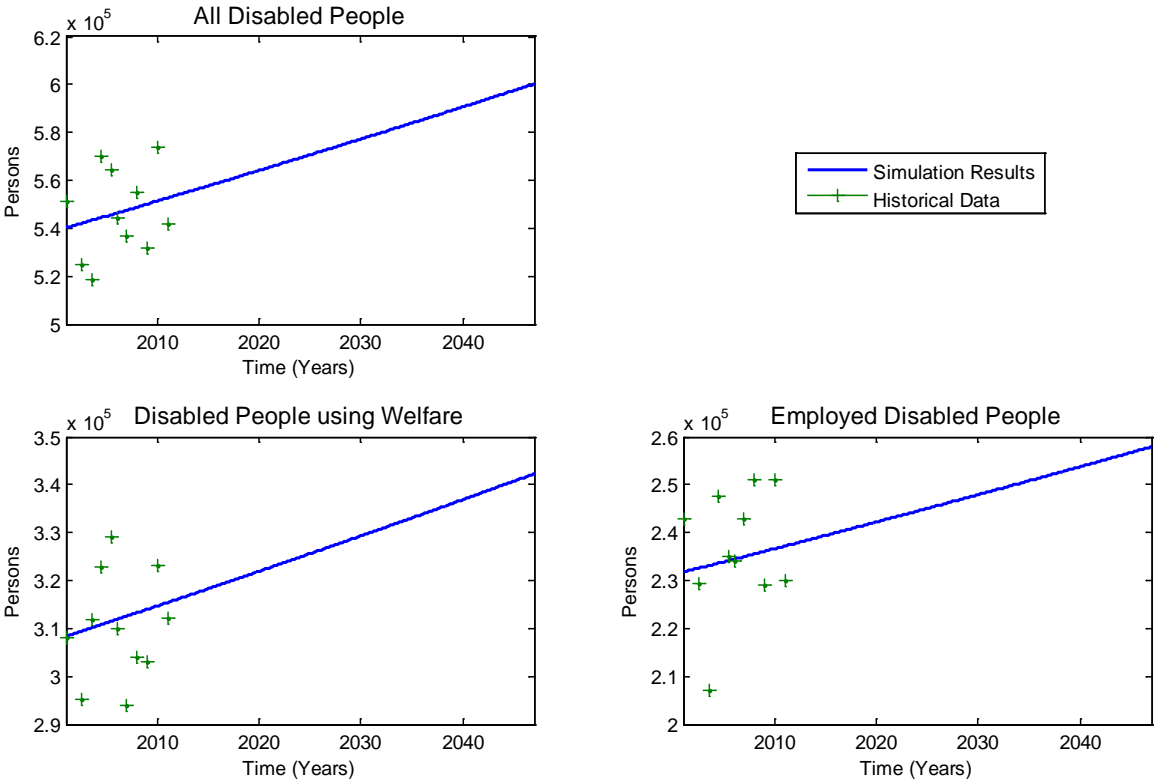 All Disabled People
x 10^5
6.2
6
5.8
5.6
5.4
5.2
5
Persons
2010 2020 2030 2040
Time (Years)
Simulation Results
Historical Data
Disabled People using Welfare
x 10^5
3.5
3.4
3.3
3.2
3.1
3
2.9
Persons
2010 2020 2030 2040
Time (Years)
Employed Disabled People
x 10^5
2.6
2.5
2.4
2.3
2.2
2.1
2
Persons
2010 2020 2030 2040
Time (Years)